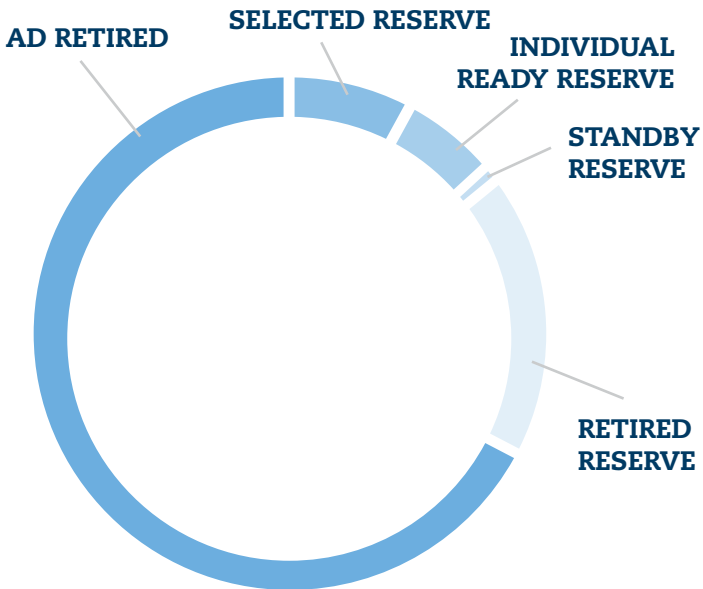 AD RETIRED
SELECTED RESERVE
INDIVIDUAL
READY RESERVE
STANDBY
RESERVE
RETIRED
RESERVE